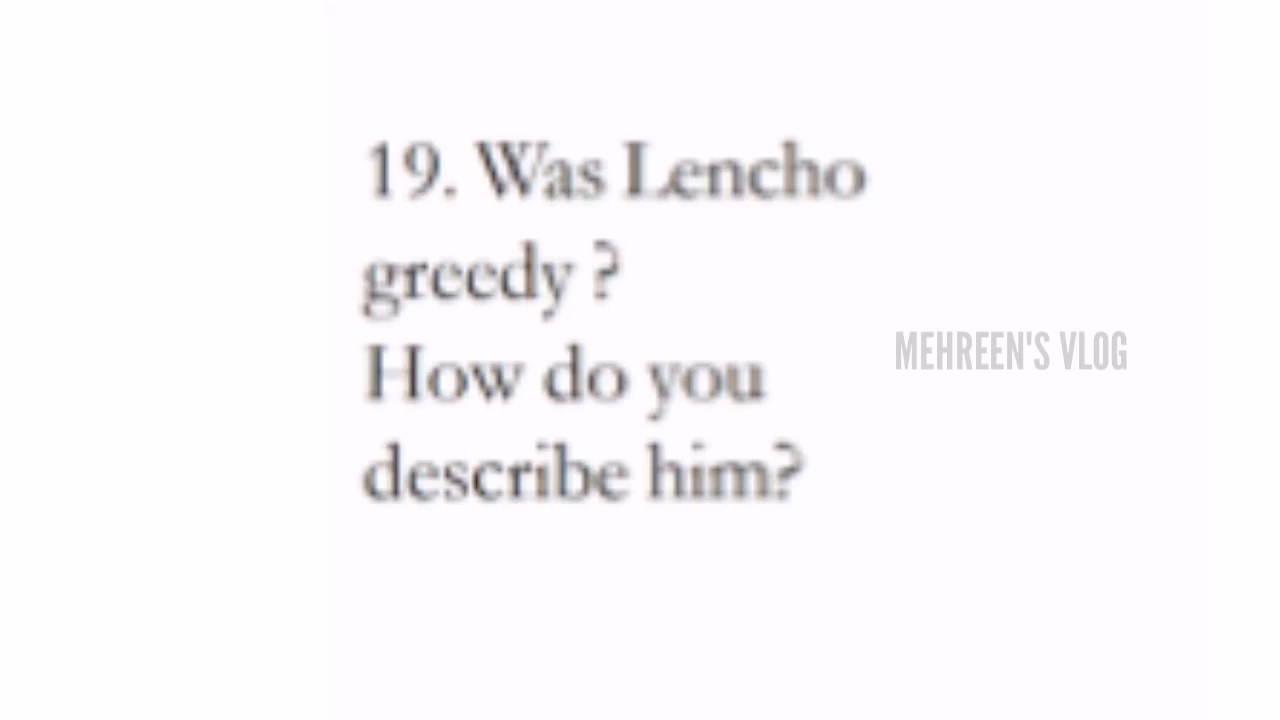 19. Was Lencho
greedy ?
How do you
describe him?
MEHREEN'S VLOG